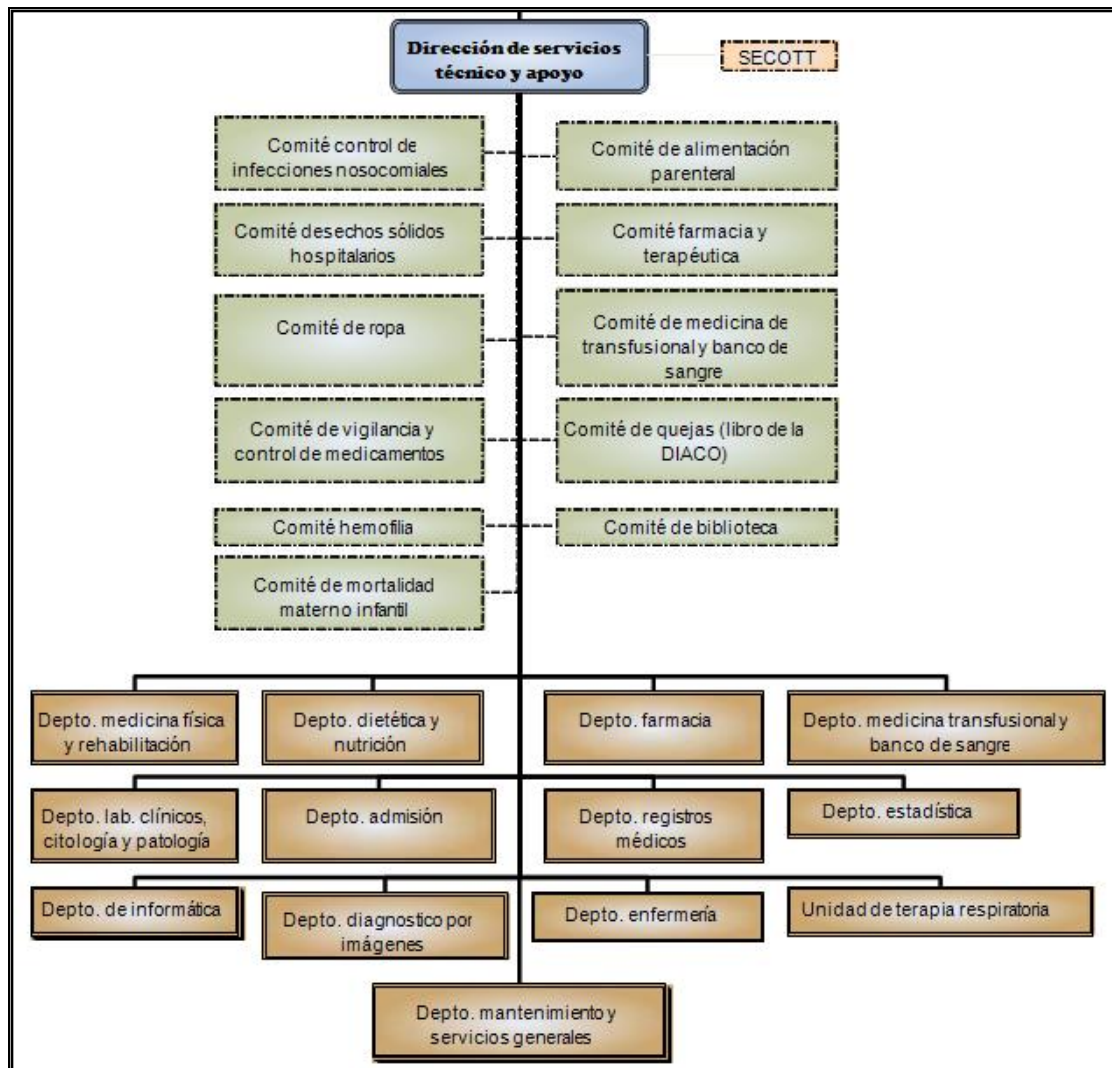 Dirección de servicios
técnico y apoyo
SECOTT
Comité control de
infecciones nosocomiales
Comité de alimentación
parenteral
Comité desechos sólidos
hospitalarios
Comité farmacia y
terapéutica
Comité de ropa
Comité de medicina de
transfusional y banco de
sangre
Comité de vigilancia y
control de medicamentos
Comité de quejas (libro de la
DIACO)
Comité hemofilia
Comité de biblioteca
Comité de mortalidad
materno infantil
Depto. medicina física
y rehabilitación
Depto. dietética y
nutrición
Depto. farmacia
Depto. medicina transfusional y
banco de sangre
Depto. lab. clínicos,
citología y patología
Depto. admisión
Depto. registros
médicos
Depto. estadística
Depto. de informática
Depto. diagnostico por
imágenes
Depto. enfermería
Unidad de terapia respiratoria
Depto. mantenimiento y
servicios generales